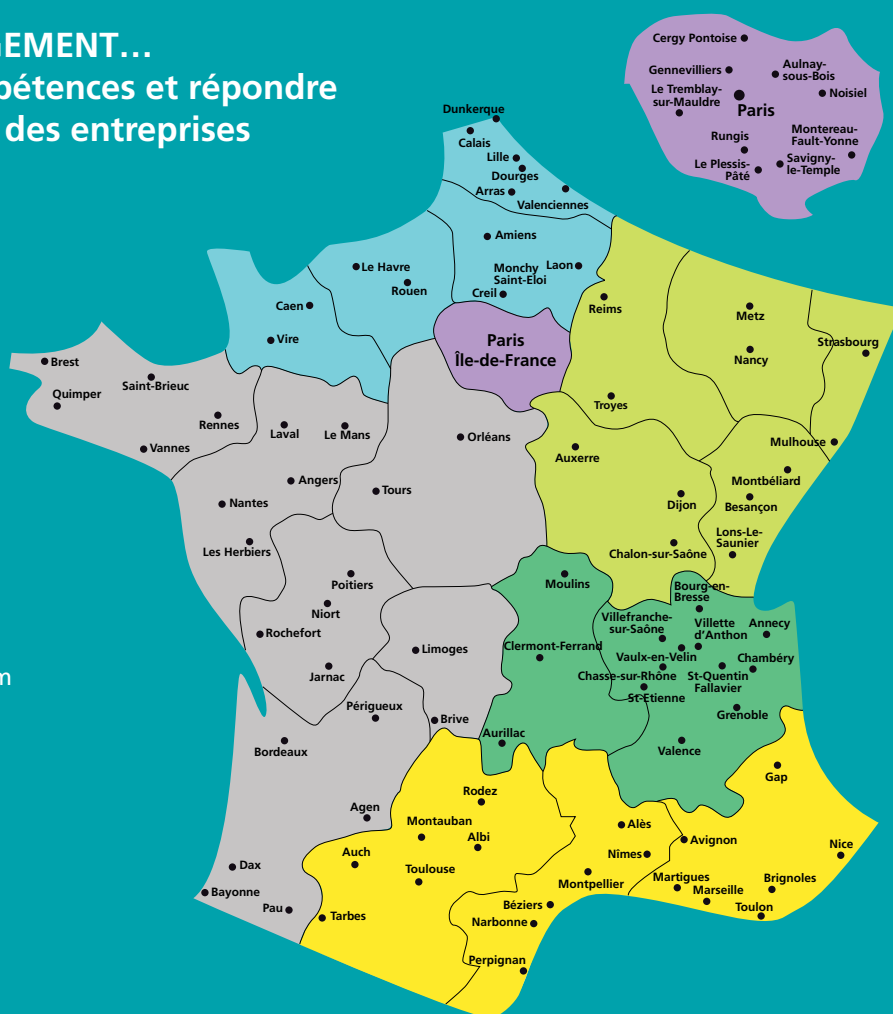 GEMENT...
pétences et répondre
des entreprises
Cergy Pontoise
Gennevilliers
Aulnay-
sous-Bois
Le Tremblay-
sur-Mauldre
Noisiel
Paris
Rungis
Montereau-
Fault-Yonne
Le Plessis-
Pâté
Savigny-
le-Temple
Dunkerque
Calais
Lille
Dourges
Arras
Valenciennes
Amiens
Le Havre
Rouen
Monchy
Saint-Eloi
Laon
Creil
Caen
Vire
Reims
Metz
Nancy
Strasbourg
Paris
Île-de-France
Troyes
Brest
Quimper
Saint-Brieuc
Rennes
Vannes
Laval
Le Mans
Orléans
Auxerre
Mulhouse
Montbéliard
Besançon
Angers
Tours
Nantes
Dijon
Les Herbiers
Lons-Le-
Saunier
Chalon-sur-Saône
Poitiers
Niort
Rochefort
Jarnac
Moulins
Bourg-en-
Bresse
Villefranche-
sur-Saône
Villette
d'Anthon
Annecy
Limoges
Clermont-Ferrand
Vaulx-en-Velin
Chambéry
Chasse-sur-Rhône
St-Quentin
Fallavier
St-Etienne
Grenoble
m
Périgueux
Brive
Aurillac
Valence
Bordeaux
Gap
Agen
Rodez
Montauban
Albi
Alès
Avignon
Nice
Auch
Toulouse
Nîmes
Montpellier
Martigues
Marseille
Brignoles
Toulon
Dax
Bayonne
Pau
Tarbes
Béziers
Narbonne
Perpignan